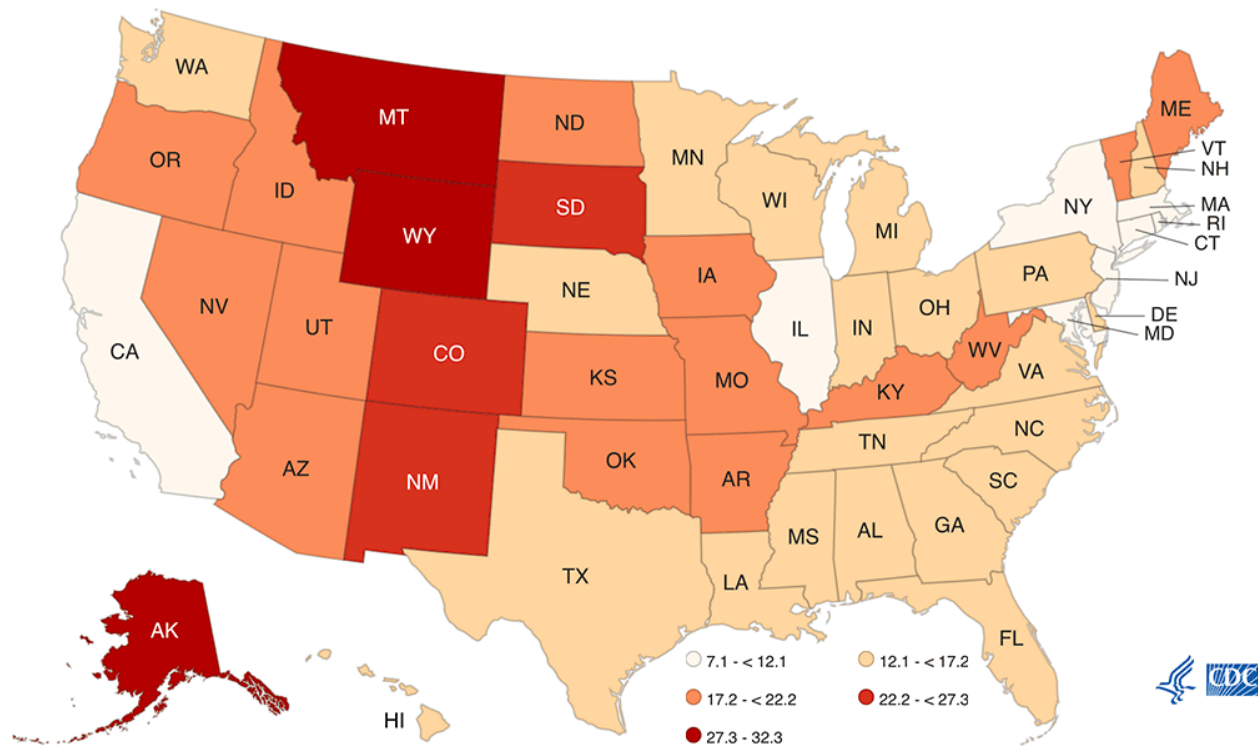 WA
MT
ND
MN
ME
VT
NH
OR
ID
SD
WI
MI
NY
MA
RI
CT
WY
IA
PA
NJ
NE
OH
DE
MD
NV
UT
CO
IL
IN
WV
VA
CA
KS
MO
KY
NC
TN
AZ
NM
OK
AR
SC
MS
AL
GA
TX
LA
FL
AK
HI
7.1 - < 12.1
12.1 - < 17.2
17.2 - < 22.2
22.2 - < 27.3
27.3 - 32.3
CDC